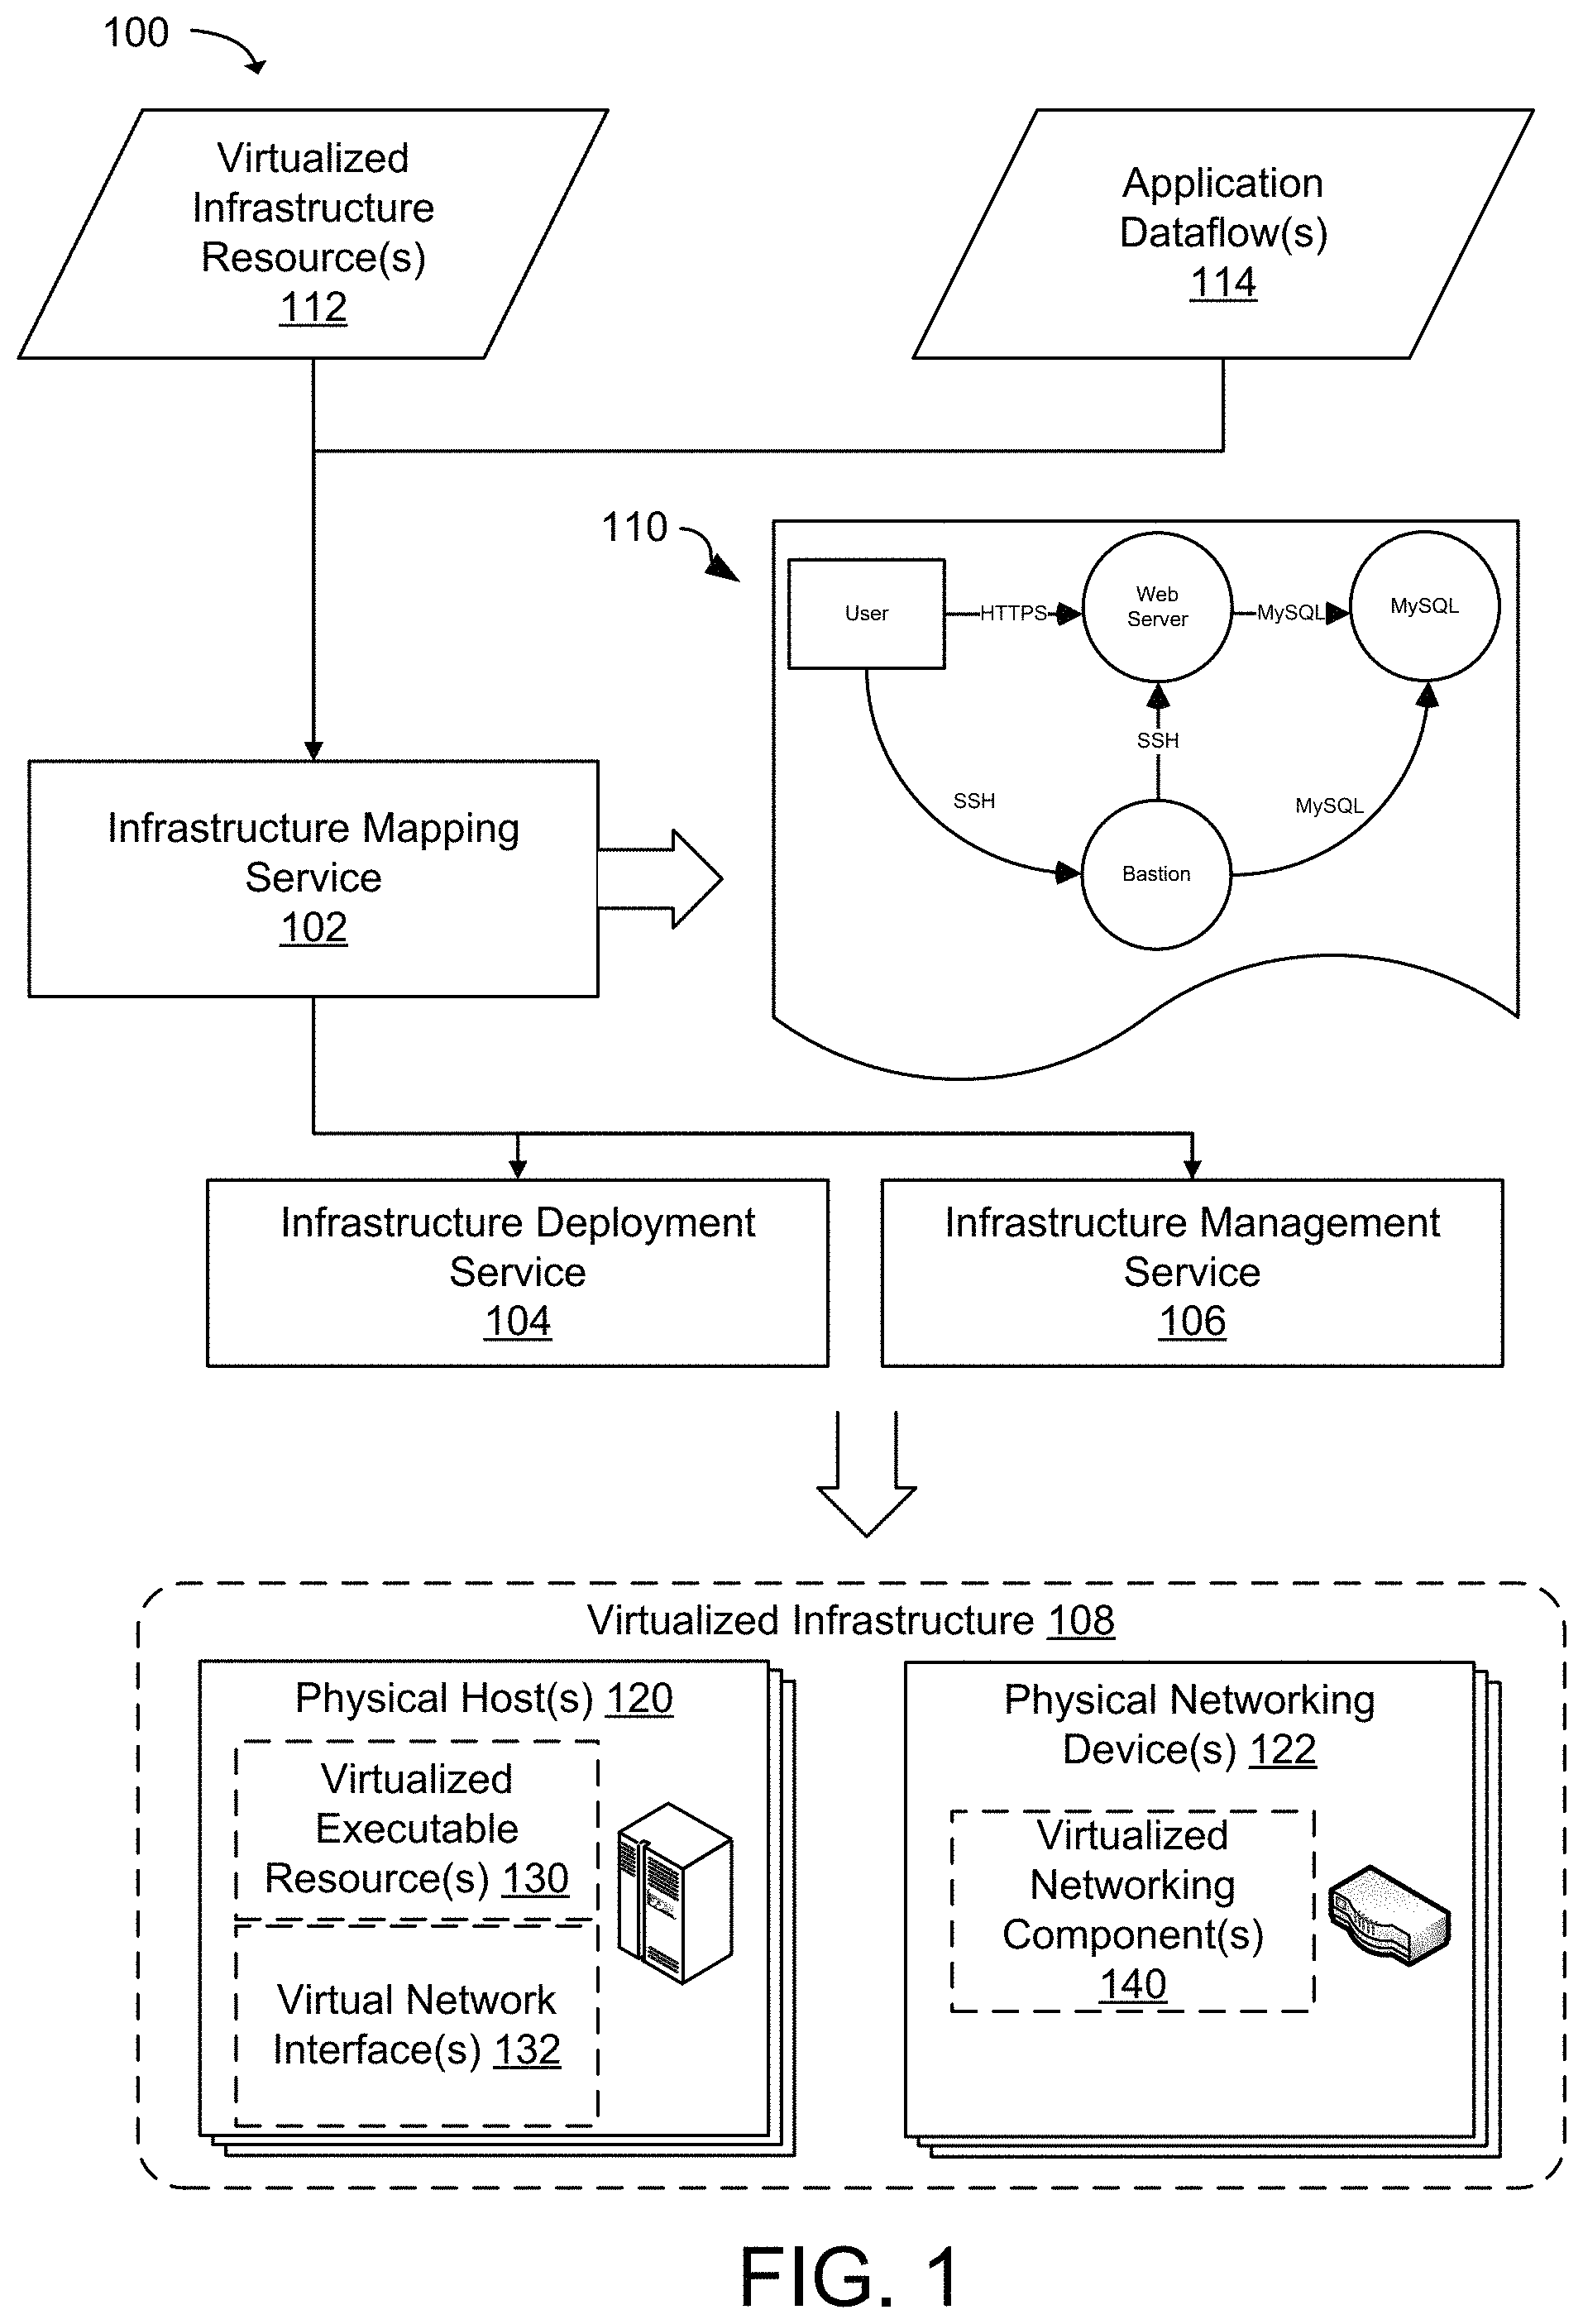 100
Virtualized
Infrastructure
Resource(s)
112
Application
Dataflow(s)
114
110
User
HTTPS
Web
Server
MySQL
MySQL
SSH
SSH
MySQL
Bastion
Infrastructure Mapping
Service
102
Infrastructure Deployment
Service
104
Infrastructure Management
Service
106
Virtualized Infrastructure 108
Physical Host(s) 120
Virtualized
Executable
Resource(s) 130
Virtual Network
Interface(s) 132
Physical Networking
Device(s) 122
Virtualized
Networking
Component(s)
140
FIG. 1